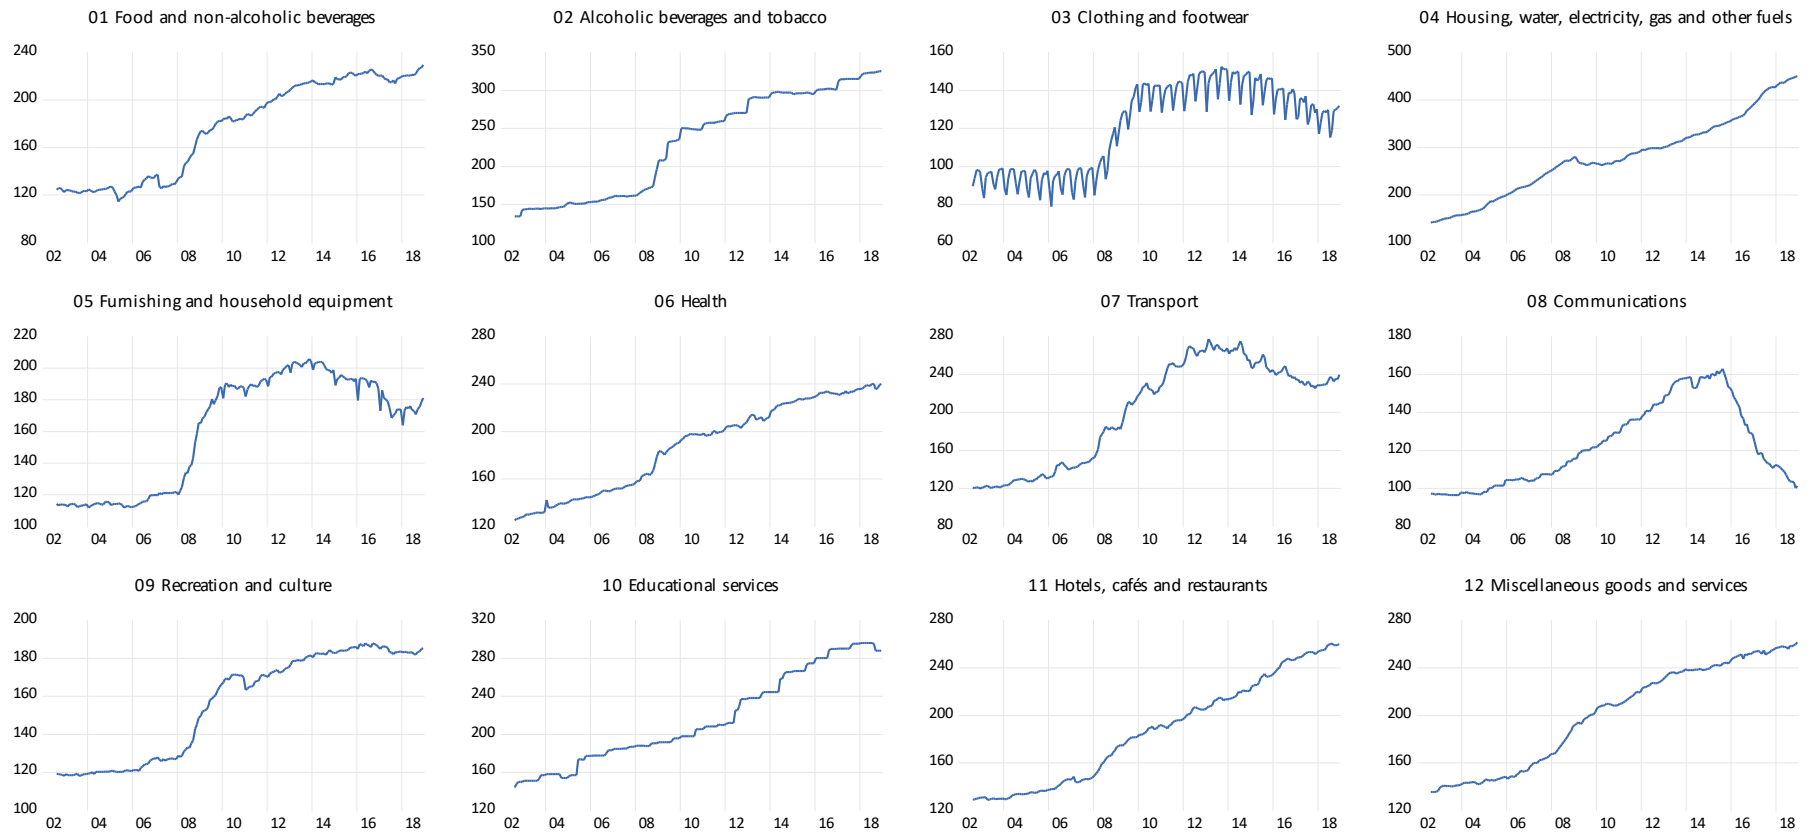 01 Food and non-alcoholic beverages
240
200
160
120
80
02 04 06 08 10 12 14 16 18
02 Alcoholic beverages and tobacco
350
300
250
200
150
100
02 04 06 08 10 12 14 16 18
03 Clothing and footwear
160
140
120
100
80
60
02 04 06 08 10 12 14 16 18
04 Housing, water, electricity, gas and other fuels
500
400
300
200
100
02 04 06 08 10 12 14 16 18
05 Furnishing and household equipment
220
200
180
160
140
120
100
02 04 06 08 10 12 14 16 18
06 Health
280
240
200
160
120
02 04 06 08 10 12 14 16 18
07 Transport
280
240
200
160
120
80
02 04 06 08 10 12 14 16 18
08 Communications
180
160
140
120
100
80
02 04 06 08 10 12 14 16 18
09 Recreation and culture
200
180
160
140
120
100
02 04 06 08 10 12 14 16 18
10 Educational services
320
280
240
200
160
120
02 04 06 08 10 12 14 16 18
11 Hotels, cafés and restaurants
280
240
200
160
120
02 04 06 08 10 12 14 16 18
12 Miscellaneous goods and services
280
240
200
160
120
02 04 06 08 10 12 14 16 18